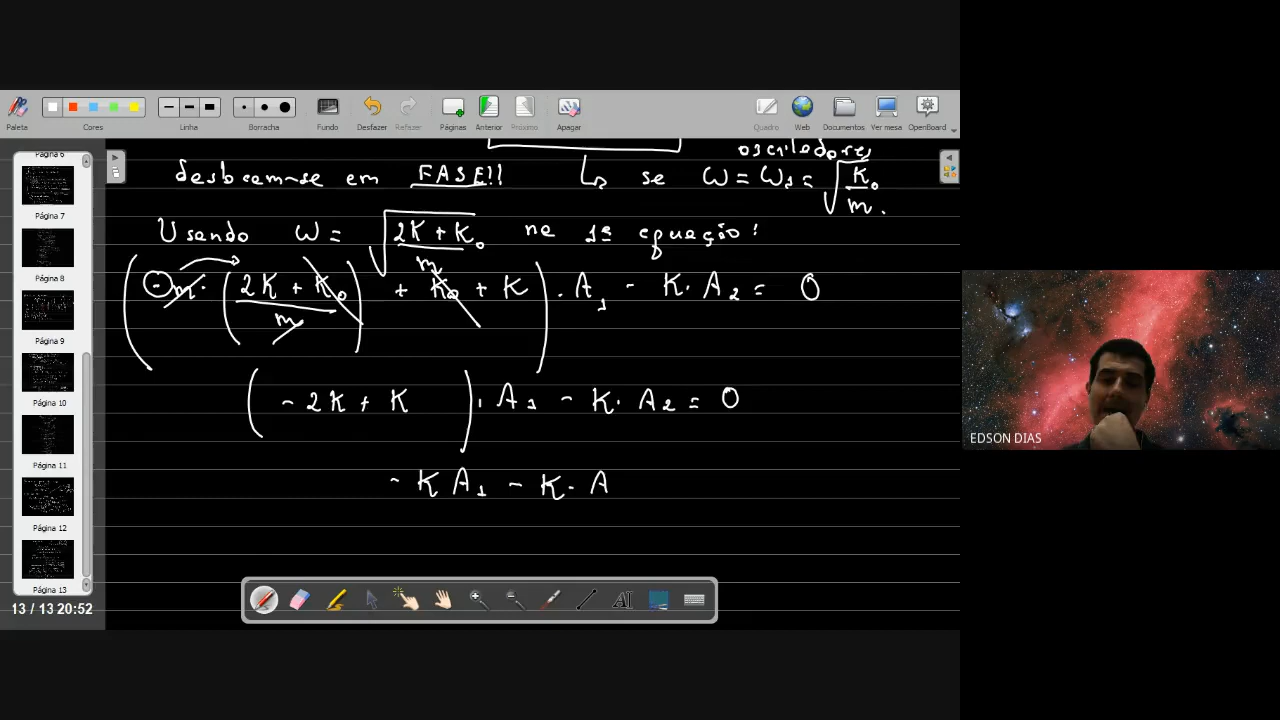 Paleta Cores Linha Borracha Fundo Desfazer Refazer Páginas Anterior Próximo Apagar Quadro Web Documentos Ver mesa OpenBoard
Página 6
Página 7
Página 8
Página 9
Página 10
Página 11
Página 12
Página 13
13 / 13 20:52
osciladores
deslocam-se em FASE!! ↳ se ω = ω₁ = √(K₀/m).
Usando ω = √((2K + K₀)/m) na 1ª equação:
(-m·((2K + K₀)/m) + K₀ + K)·A₁ - K·A₂ = 0
(-2K + K)·A₁ - K·A₂ = 0
-KA₁ - K·A
AI
EDSON DIAS